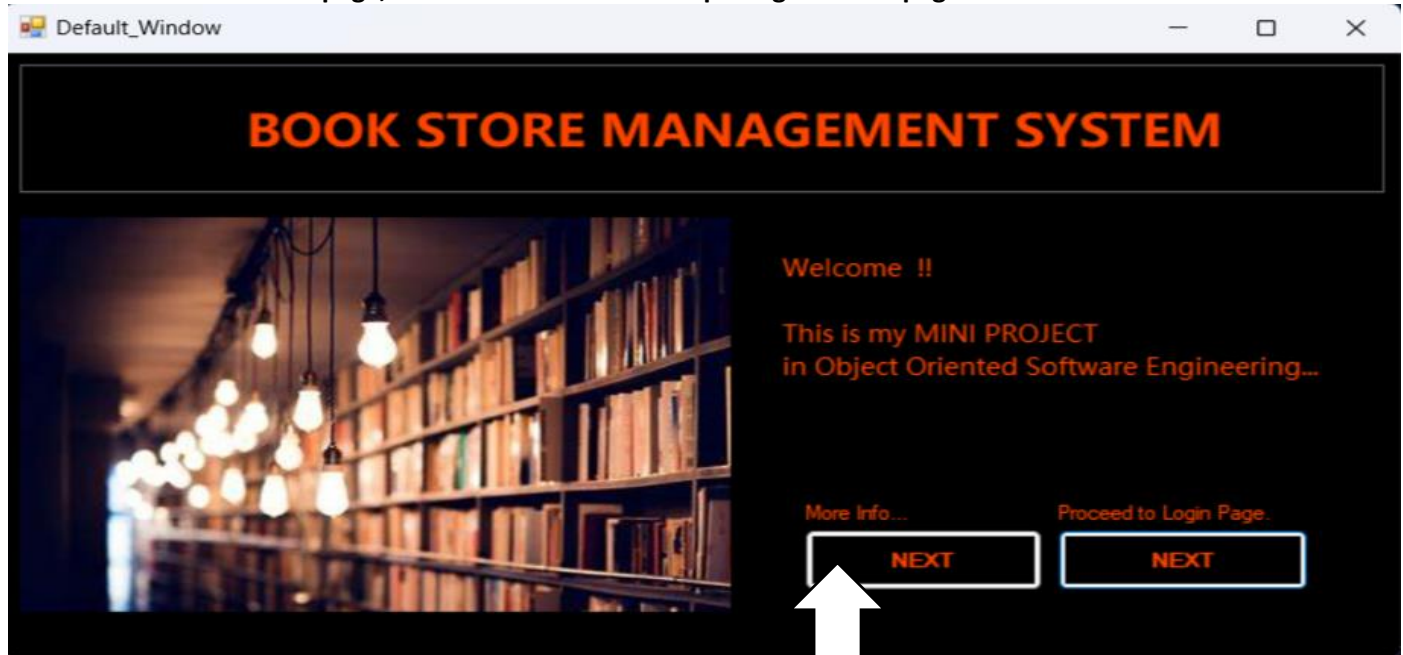 Default_Window
BOOK STORE MANAGEMENT SYSTEM
Welcome !!
This is my MINI PROJECT
in Object Oriented Software Engineering...
More Info...
Proceed to Login Page.
NEXT
NEXT